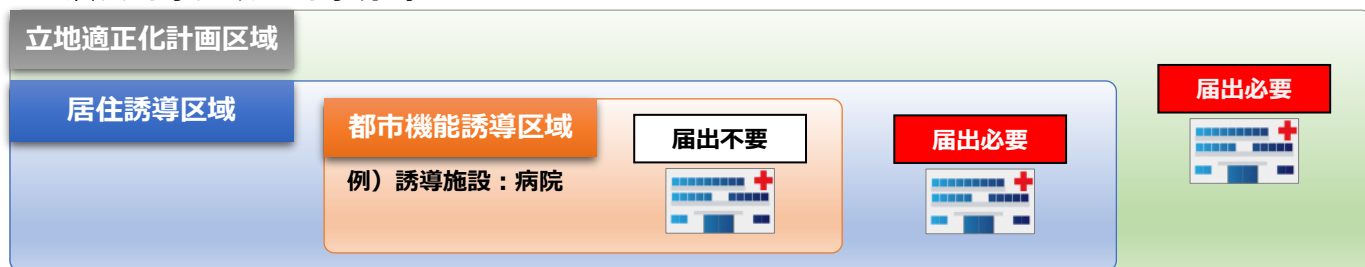 立地適正化計画区域
届出必要
居住誘導区域
都市機能誘導区域
届出不要
届出必要
例）誘導施設：病院